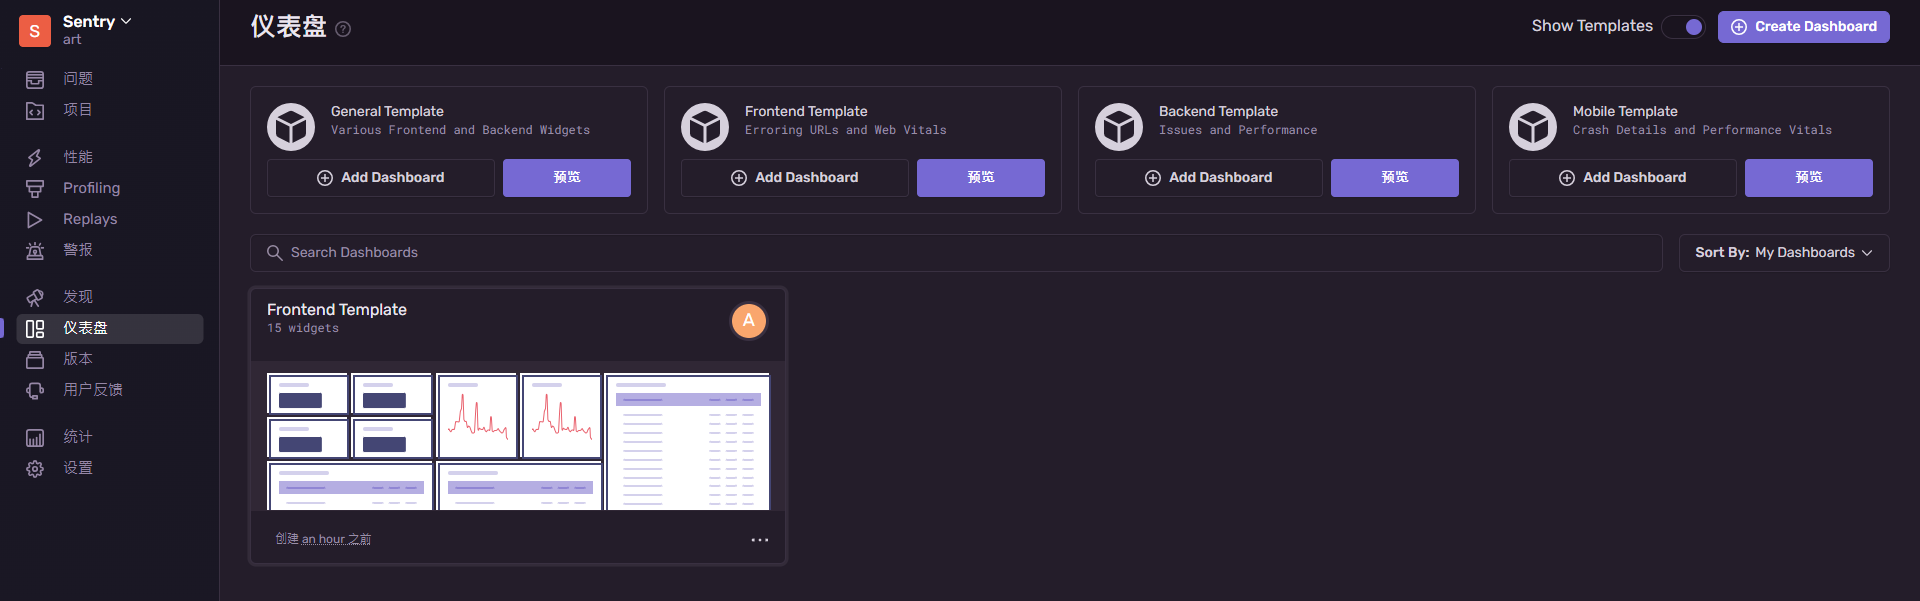 S
Sentry
art
问题
项目
性能
Profiling
Replays
警报
发现
仪表盘
版本
用户反馈
统计
设置
仪表盘 ?
Show Templates
Create Dashboard
General Template
Various Frontend and Backend Widgets
Add Dashboard
预览
Frontend Template
Erroring URLs and Web Vitals
Add Dashboard
预览
Backend Template
Issues and Performance
Add Dashboard
预览
Mobile Template
Crash Details and Performance Vitals
Add Dashboard
预览
Search Dashboards
Sort By: My Dashboards
Frontend Template
15 widgets
A
创建 an hour 之前